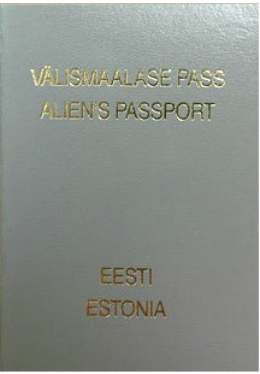 VÄLISMAALASE PASS
ALIEN'S PASSPORT
EESTI
ESTONIA